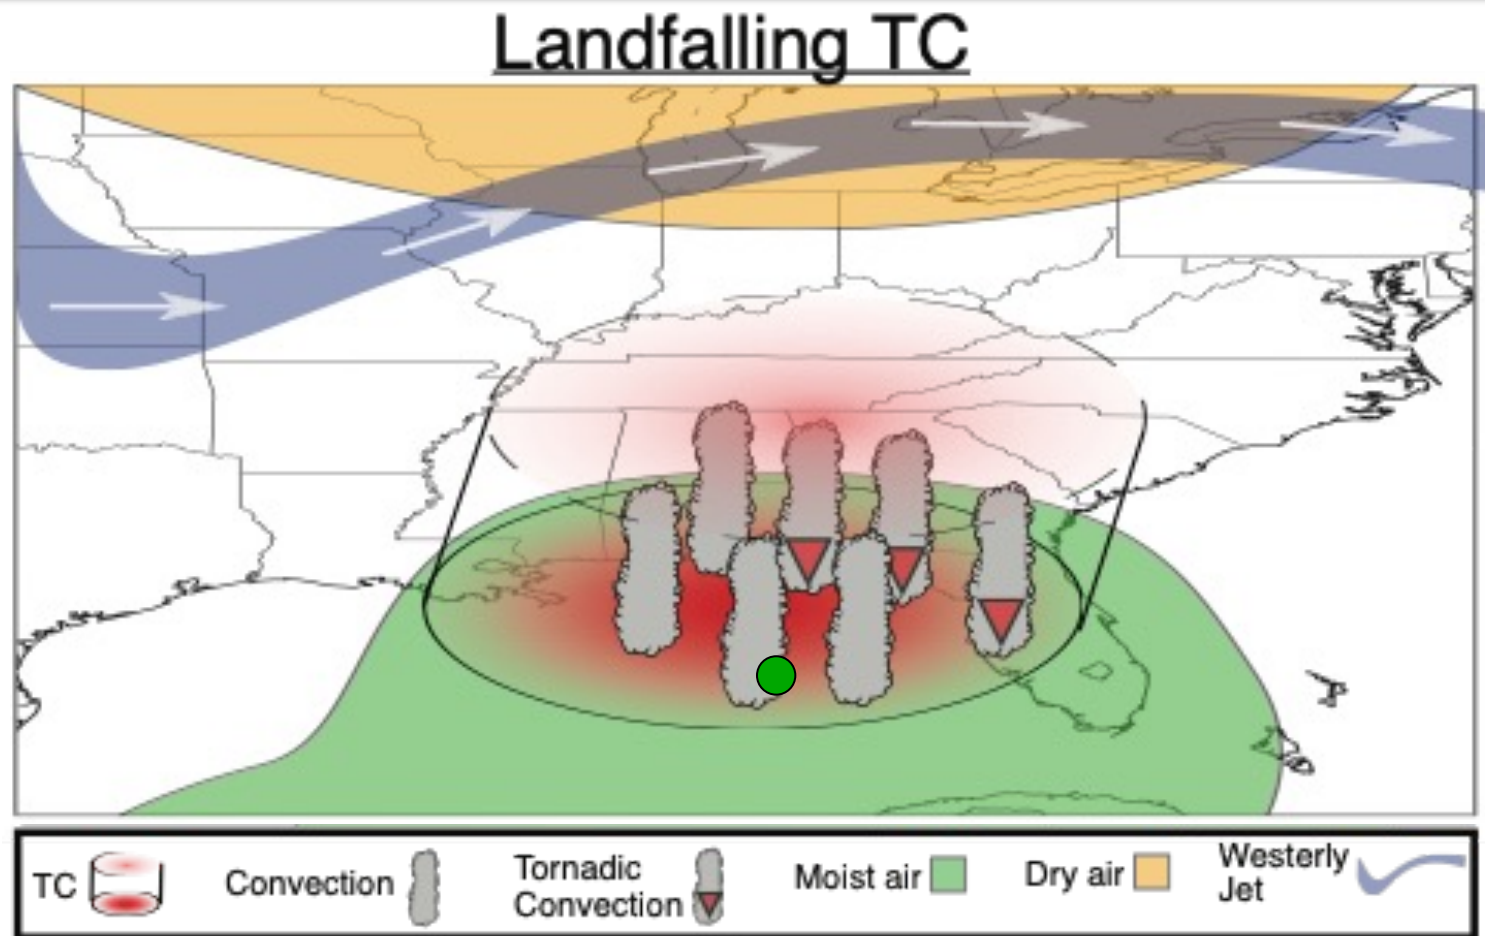 Landfalling TC
TC
Convection
Tornadic
Convection
Moist air
Dry air
Westerly
Jet